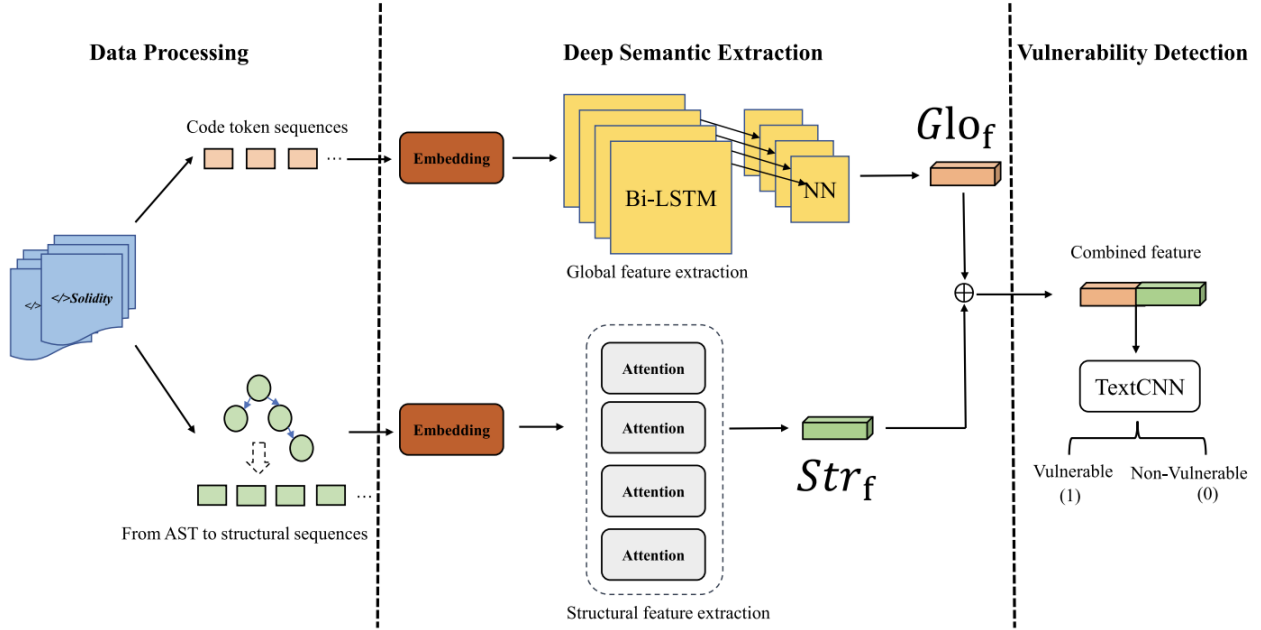 Data Processing
Deep Semantic Extraction
Vulnerability Detection
Code token sequences
...
Embedding
Bi-LSTM
NN
Global feature extraction
Glo_f
</>
</>Solidity
Combined feature
TextCNN
Vulnerable
(1)
Non-Vulnerable
(0)
...
From AST to structural sequences
Embedding
Attention
Attention
Attention
Attention
Structural feature extraction
Str_f